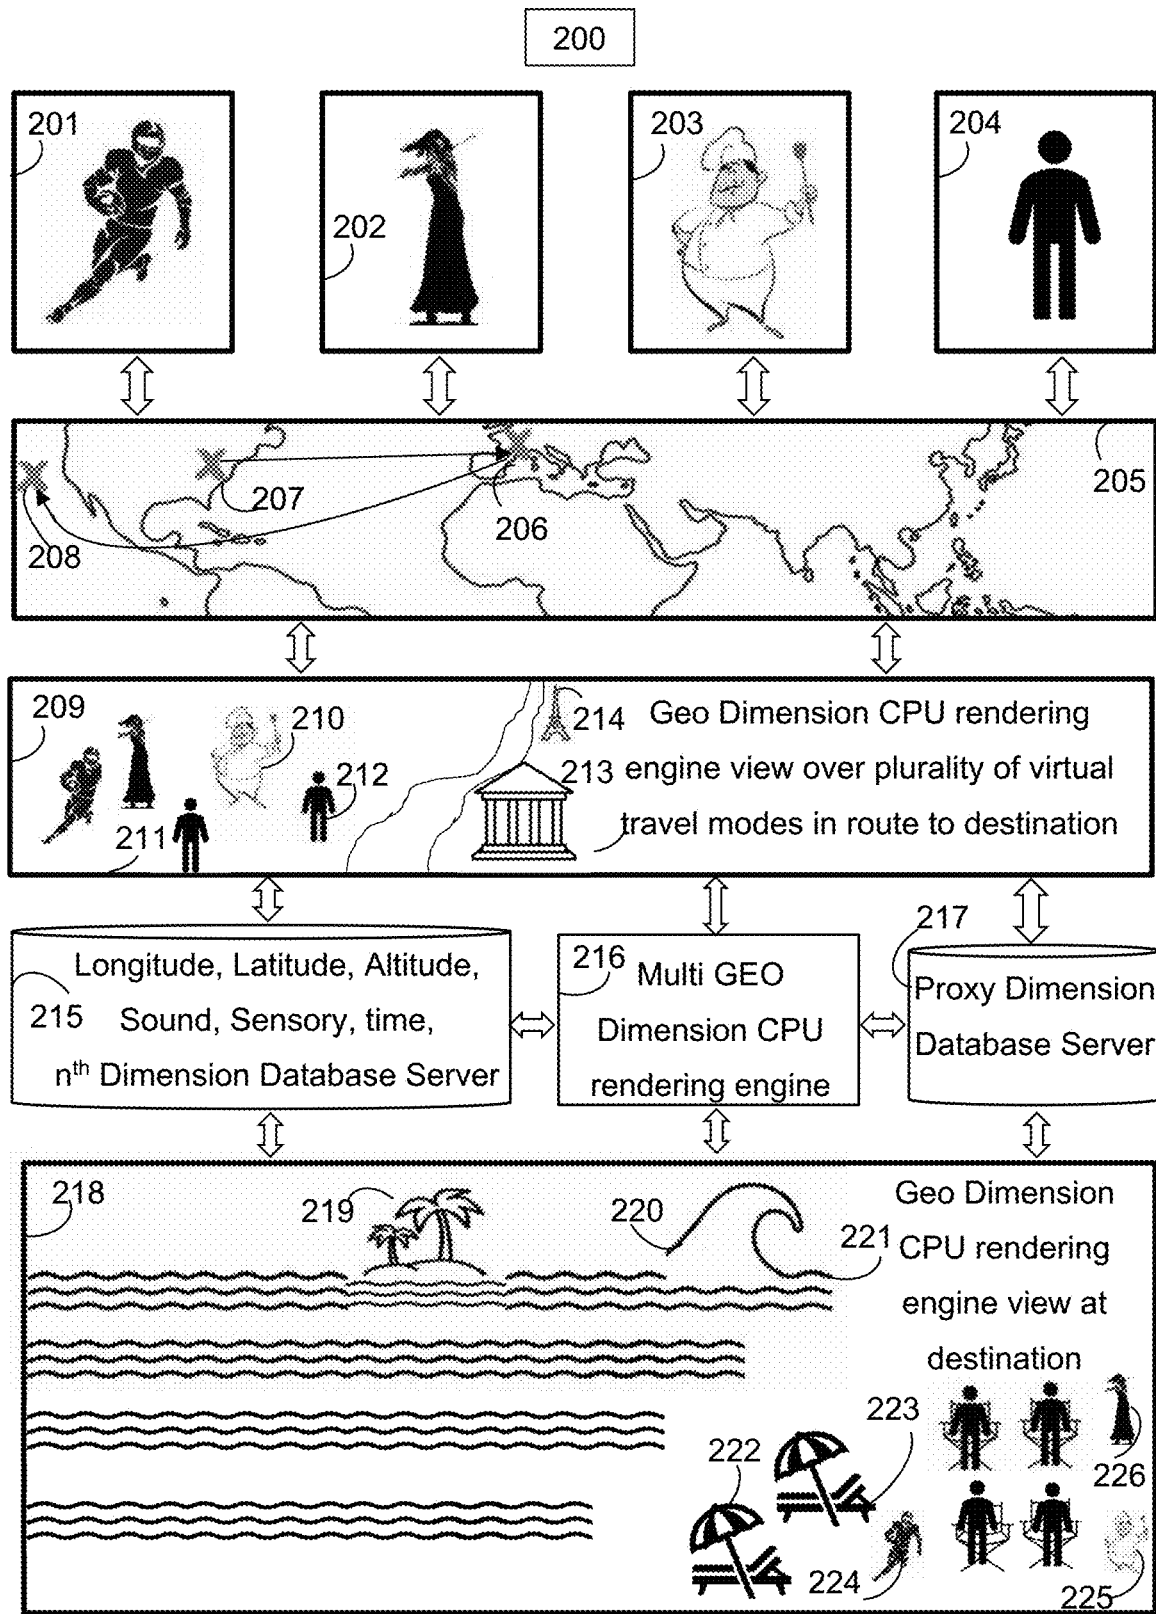 200
201
202
203
204
205
206
207
208
209
210
211
212
213
214
Geo Dimension CPU rendering
engine view over plurality of virtual
travel modes in route to destination
215
Longitude, Latitude, Altitude,
Sound, Sensory, time,
nth Dimension Database Server
216
Multi GEO
Dimension CPU
rendering engine
217
Proxy Dimension
Database Server
218
219
220
221
Geo Dimension
CPU rendering
engine view at
destination
222
223
224
225
226